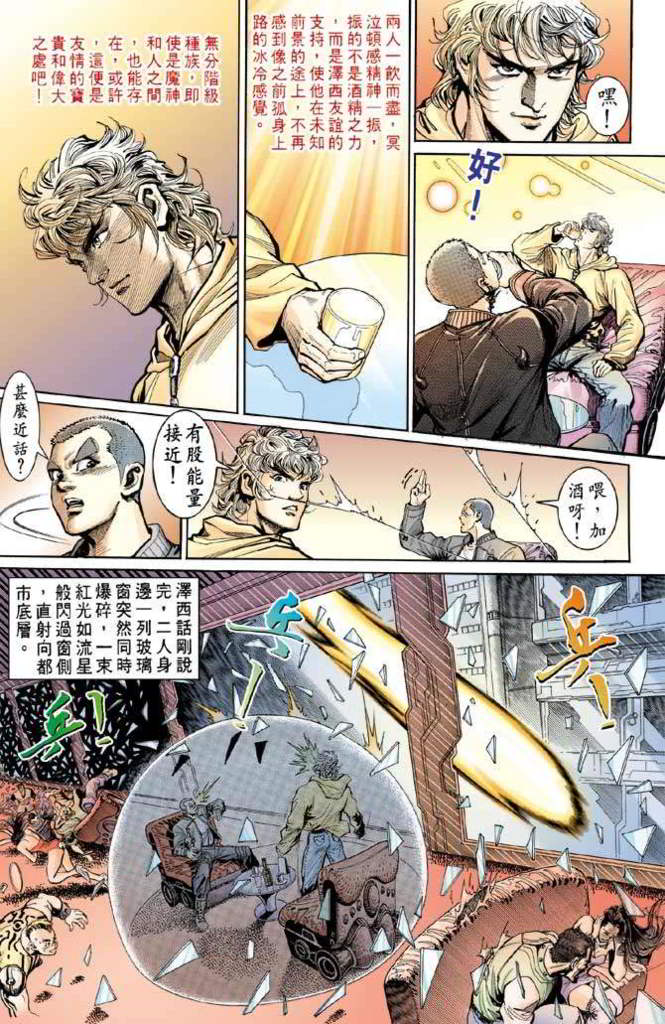 嘿！
好！
兩人一飲而盡，冥
泣頓感精神一振，
振的不是酒精之力
，而是澤西友誼的
支持，使他在未知
前景的途上，不再
感到像之前孤身上
路的冰冷感覺。
無分階級
種族，即
使是魔神
和人之間
，也能存
在，或許
，這便是
友情的寶
貴和偉大
之處吧！
喂，加
酒呀！
有股能量
接近！
甚麼近話？
澤西話剛說
完，二人身
邊一列玻璃
窗突然同時
爆碎，一束
紅光如流星
般閃過窗側
，直射向都
市底層。
乒！
乒！
乒！